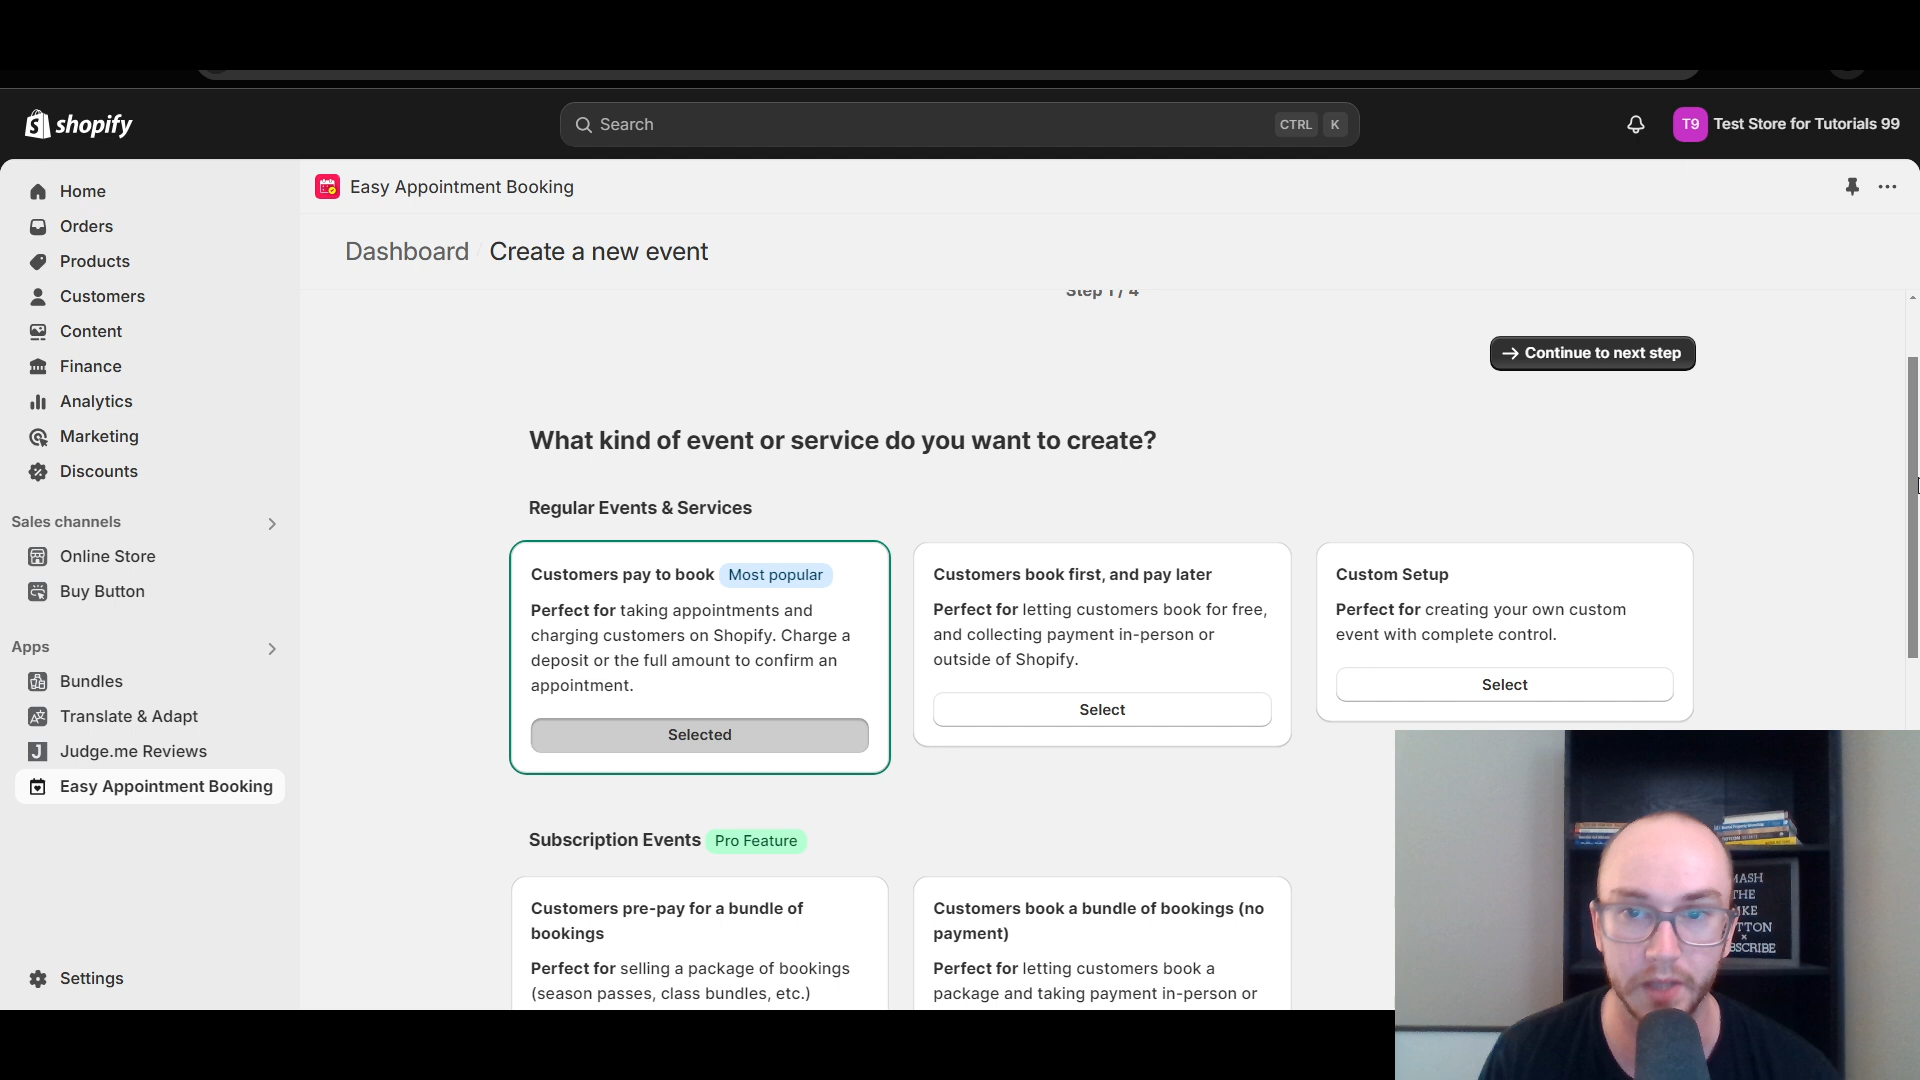 shopify
Search
CTRL K
T9 Test Store for Tutorials 99
Home
Orders
Products
Customers
Content
Finance
Analytics
Marketing
Discounts
Sales channels
Online Store
Buy Button
Apps
Bundles
Translate & Adapt
Judge.me Reviews
Easy Appointment Booking
Settings
Easy Appointment Booking
Dashboard Create a new event
Step 1 / 4
→ Continue to next step
What kind of event or service do you want to create?
Regular Events & Services
Customers pay to book Most popular
Perfect for taking appointments and
charging customers on Shopify. Charge a
deposit or the full amount to confirm an
appointment.
Selected
Customers book first, and pay later
Perfect for letting customers book for free,
and collecting payment in-person or
outside of Shopify.
Select
Custom Setup
Perfect for creating your own custom
event with complete control.
Select
Subscription Events Pro Feature
Customers pre-pay for a bundle of
bookings
Perfect for selling a package of bookings
(season passes, class bundles, etc.)
Customers book a bundle of bookings (no
payment)
Perfect for letting customers book a
package and taking payment in-person or
MASH
THE
IKE
TTON
×
BSCRIBE